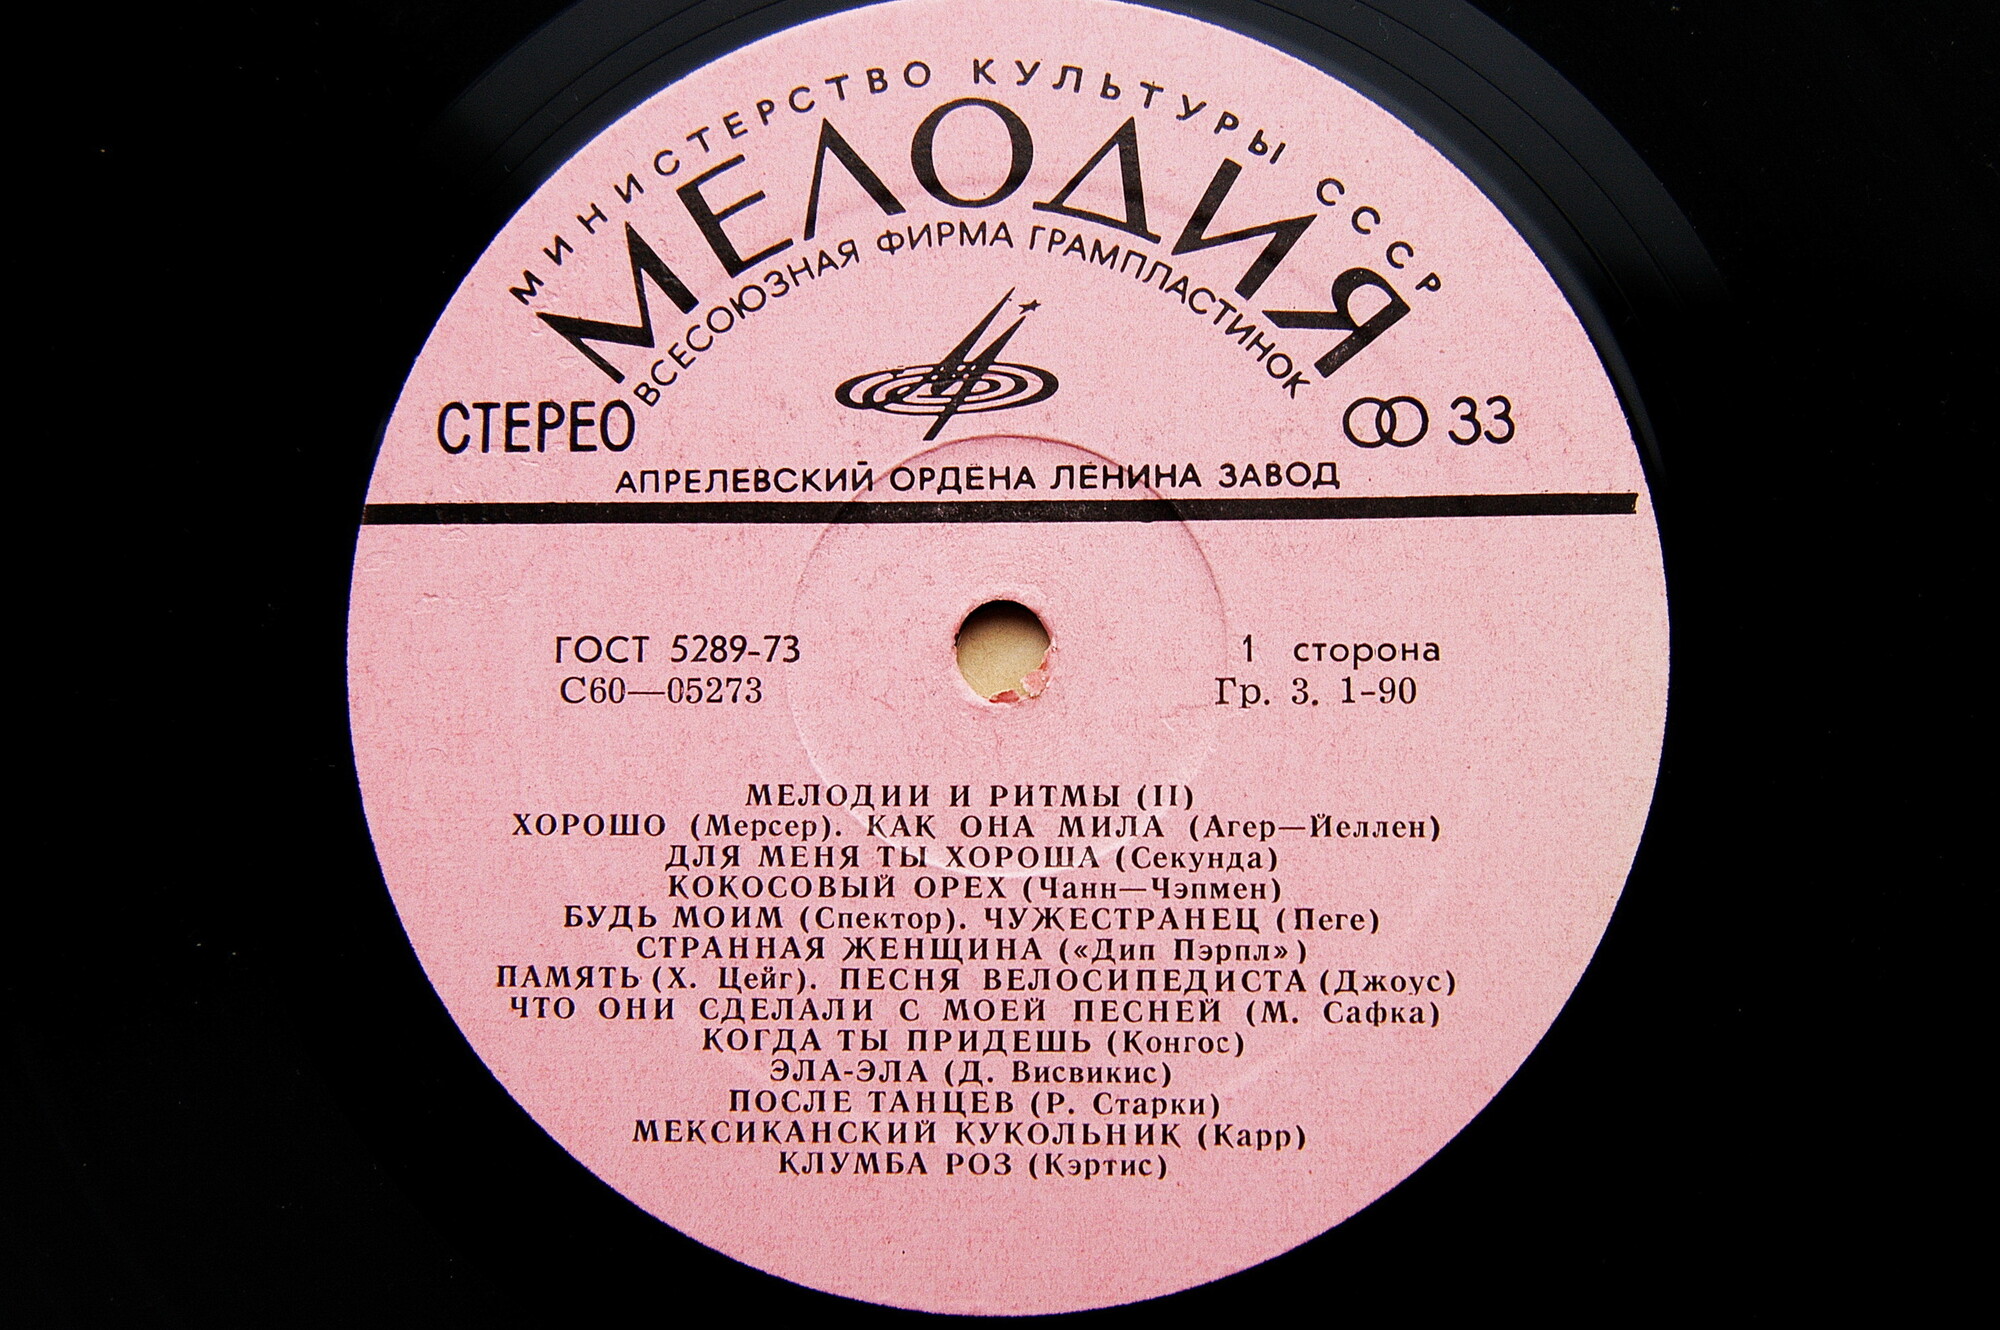 МИНИСТЕРСТВО КУЛЬТУРЫ СССР
МЕЛОДИЯ
ВСЕСОЮЗНАЯ ФИРМА ГРАМПЛАСТИНОК
СТЕРЕО 33
АПРЕЛЕВСКИЙ ОРДЕНА ЛЕНИНА ЗАВОД
ГОСТ 5289-73 1 сторона
С60—05273 Гр. 3. 1-90
МЕЛОДИИ И РИТМЫ (II)
ХОРОШО (Мерсер). КАК ОНА МИЛА (Агер—Йеллен)
ДЛЯ МЕНЯ ТЫ ХОРОША (Секунда)
КОКОСОВЫЙ ОРЕХ (Чанн—Чэпмен)
БУДЬ МОИМ (Спектор). ЧУЖЕСТРАНЕЦ (Пеге)
СТРАННАЯ ЖЕНЩИНА («Дип Пэрпл»)
ПАМЯТЬ (Х. Цейг). ПЕСНЯ ВЕЛОСИПЕДИСТА (Джоус)
ЧТО ОНИ СДЕЛАЛИ С МОЕЙ ПЕСНЕЙ (М. Сафка)
КОГДА ТЫ ПРИДЕШЬ (Конгос)
ЭЛА-ЭЛА (Д. Висвикис)
ПОСЛЕ ТАНЦЕВ (Р. Старки)
МЕКСИКАНСКИЙ КУКОЛЬНИК (Карр)
КЛУМБА РОЗ (Кэртис)